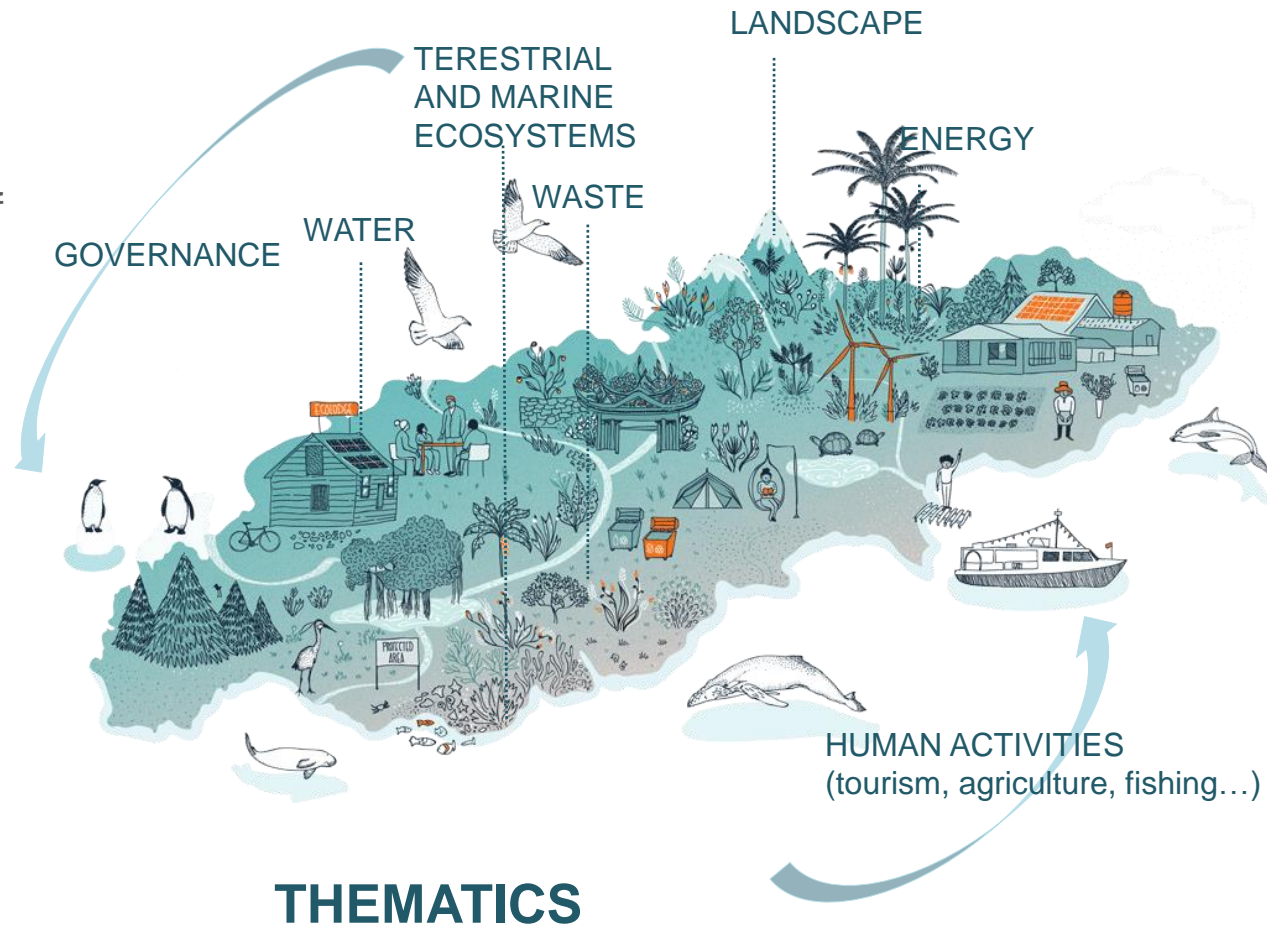 LANDSCAPE
TERESTRIAL
AND MARINE
ECOSYSTEMS
ENERGY
WASTE
WATER
GOVERNANCE
ECOLODGE
PROTECTED
AREA
HUMAN ACTIVITIES
(tourism, agriculture, fishing…)
THEMATICS